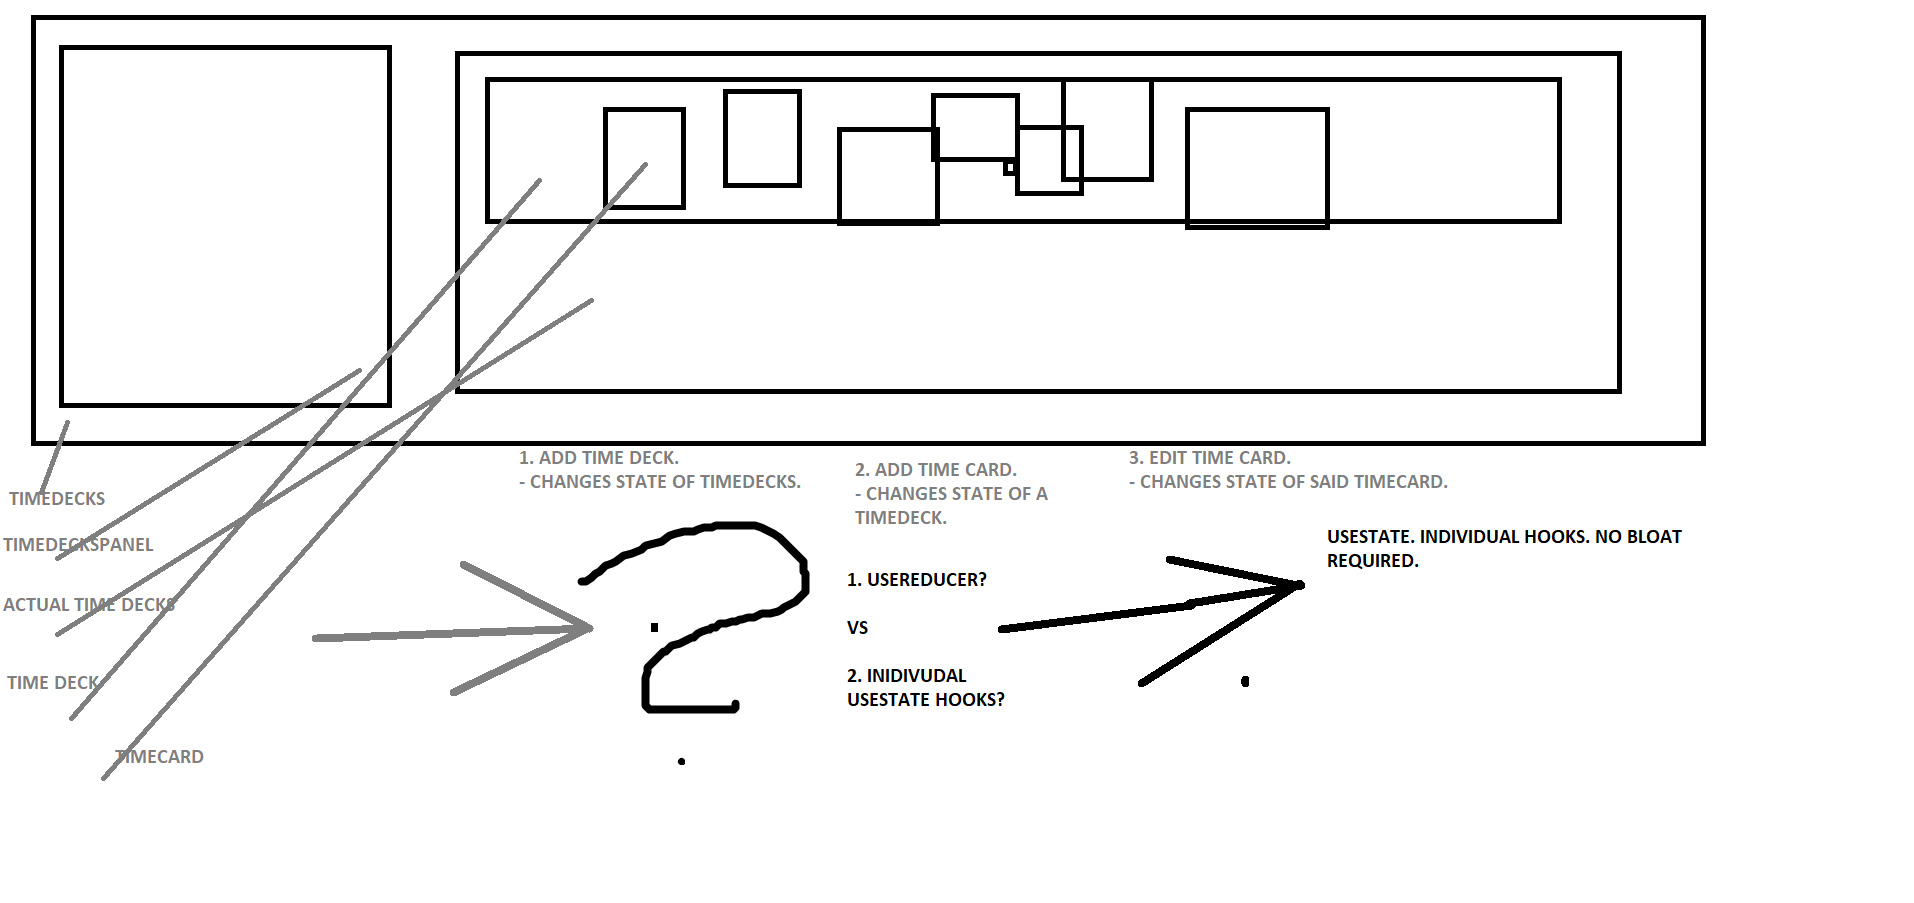 1. ADD TIME DECK.
- CHANGES STATE OF TIMEDECKS.
2. ADD TIME CARD.
- CHANGES STATE OF A
TIMEDECK.
3. EDIT TIME CARD.
- CHANGES STATE OF SAID TIMECARD.
TIMEDECKS
TIMEDECKSPANEL
ACTUAL TIME DECKS
TIME DECK
TIMECARD
?
1. USEREDUCER?
VS
2. INIDIVUDAL
USESTATE HOOKS?
USESTATE. INDIVIDUAL HOOKS. NO BLOAT
REQUIRED.